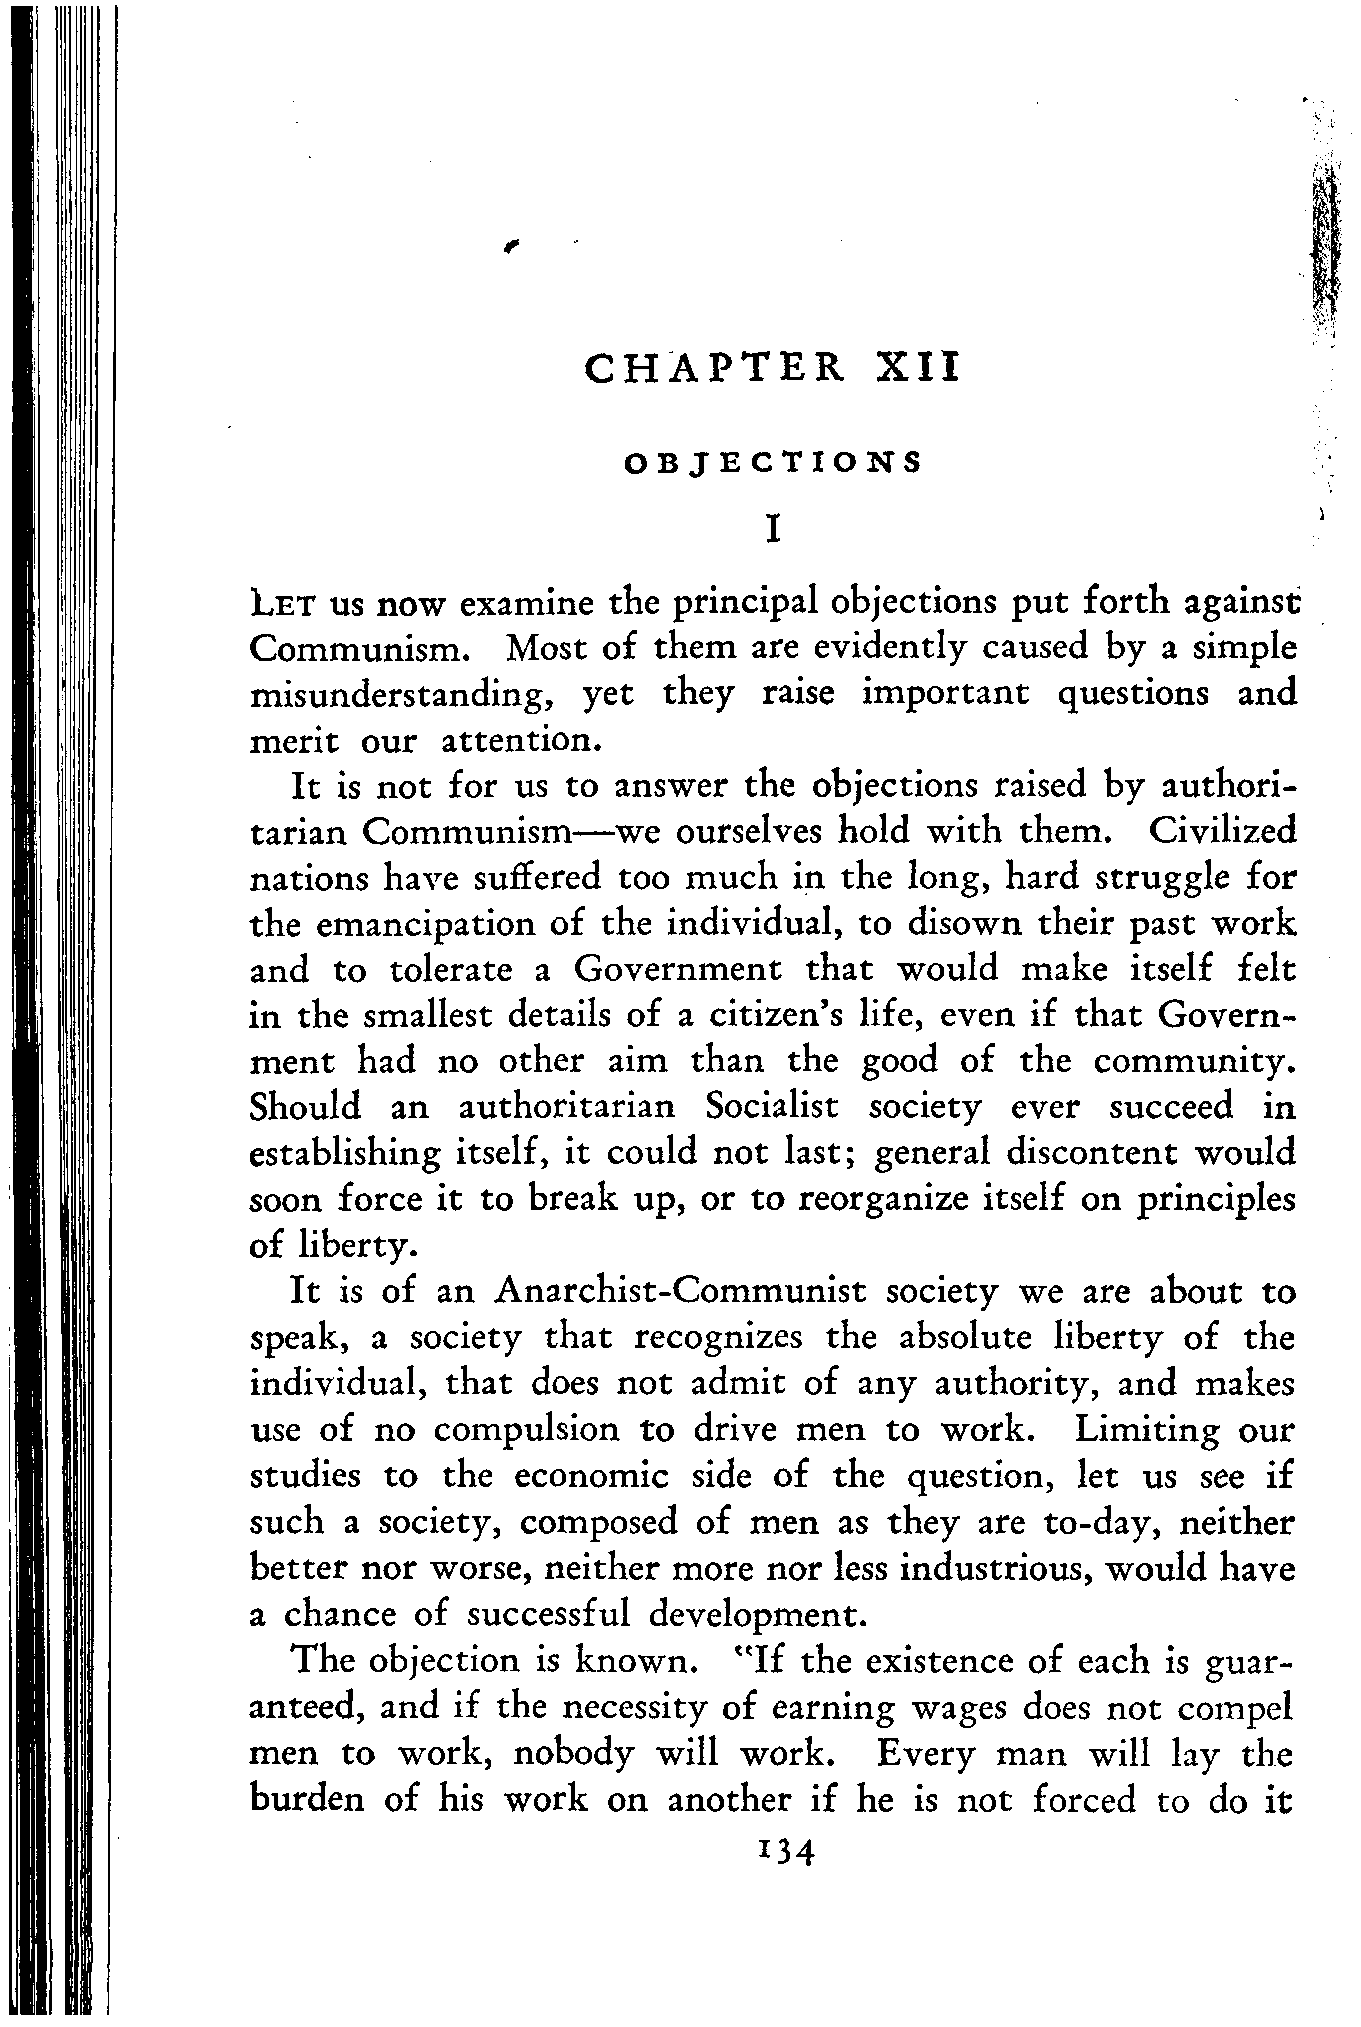 CHAPTER XII
OBJECTIONS
I
LET us now examine the principal objections put forth against
Communism. Most of them are evidently caused by a simple
misunderstanding, yet they raise important questions and
merit our attention.
It is not for us to answer the objections raised by authori-
tarian Communism—we ourselves hold with them. Civilized
nations have suffered too much in the long, hard struggle for
the emancipation of the individual, to disown their past work
and to tolerate a Government that would make itself felt
in the smallest details of a citizen's life, even if that Govern-
ment had no other aim than the good of the community.
Should an authoritarian Socialist society ever succeed in
establishing itself, it could not last; general discontent would
soon force it to break up, or to reorganize itself on principles
of liberty.
It is of an Anarchist-Communist society we are about to
speak, a society that recognizes the absolute liberty of the
individual, that does not admit of any authority, and makes
use of no compulsion to drive men to work. Limiting our
studies to the economic side of the question, let us see if
such a society, composed of men as they are to-day, neither
better nor worse, neither more nor less industrious, would have
a chance of successful development.
The objection is known. "If the existence of each is guar-
anteed, and if the necessity of earning wages does not compel
men to work, nobody will work. Every man will lay the
burden of his work on another if he is not forced to do it
134